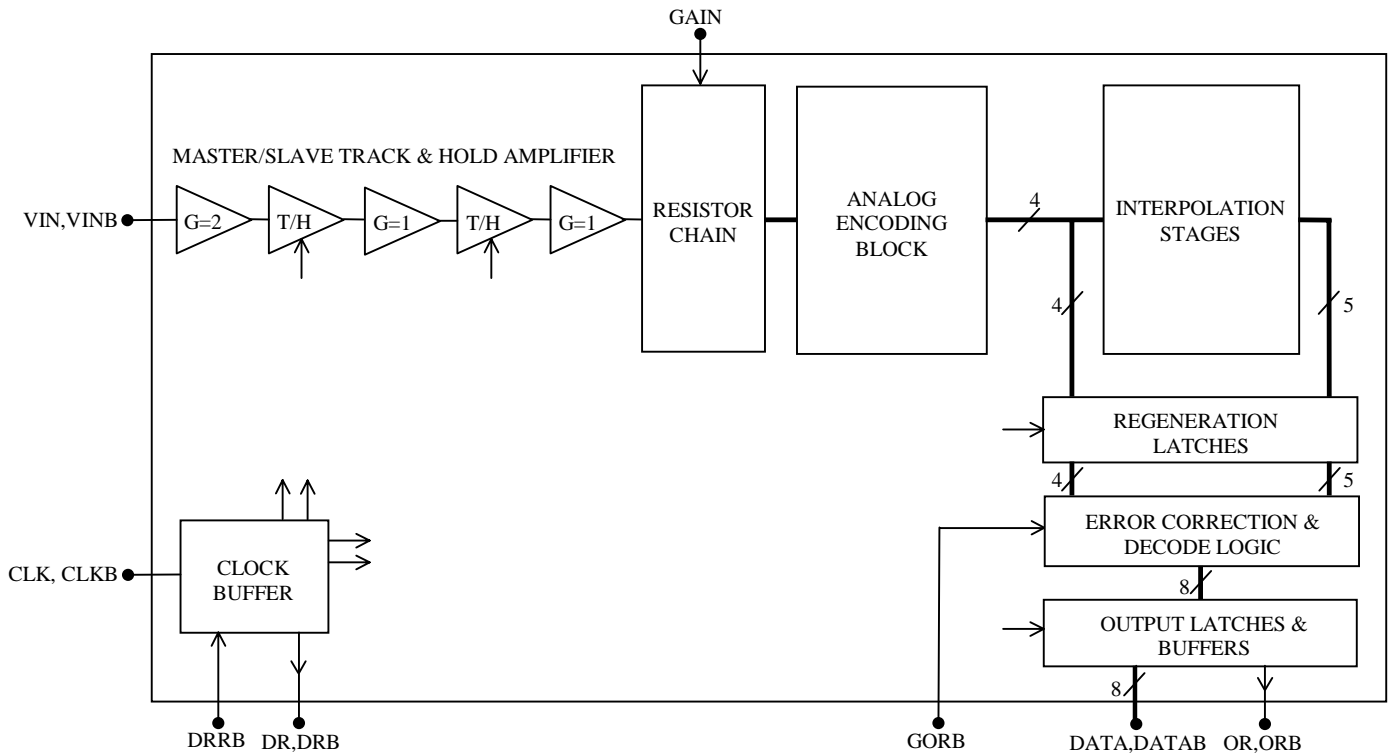 GAIN
MASTER/SLAVE TRACK & HOLD AMPLIFIER
VIN,VINB
G=2
T/H
G=1
T/H
G=1
RESISTOR
CHAIN
ANALOG
ENCODING
BLOCK
4
INTERPOLATION
STAGES
4
5
REGENERATION
LATCHES
4
5
ERROR CORRECTION &
DECODE LOGIC
8
OUTPUT LATCHES &
BUFFERS
8
CLK, CLKB
CLOCK
BUFFER
DRRB
DR,DRB
GORB
DATA,DATAB
OR,ORB